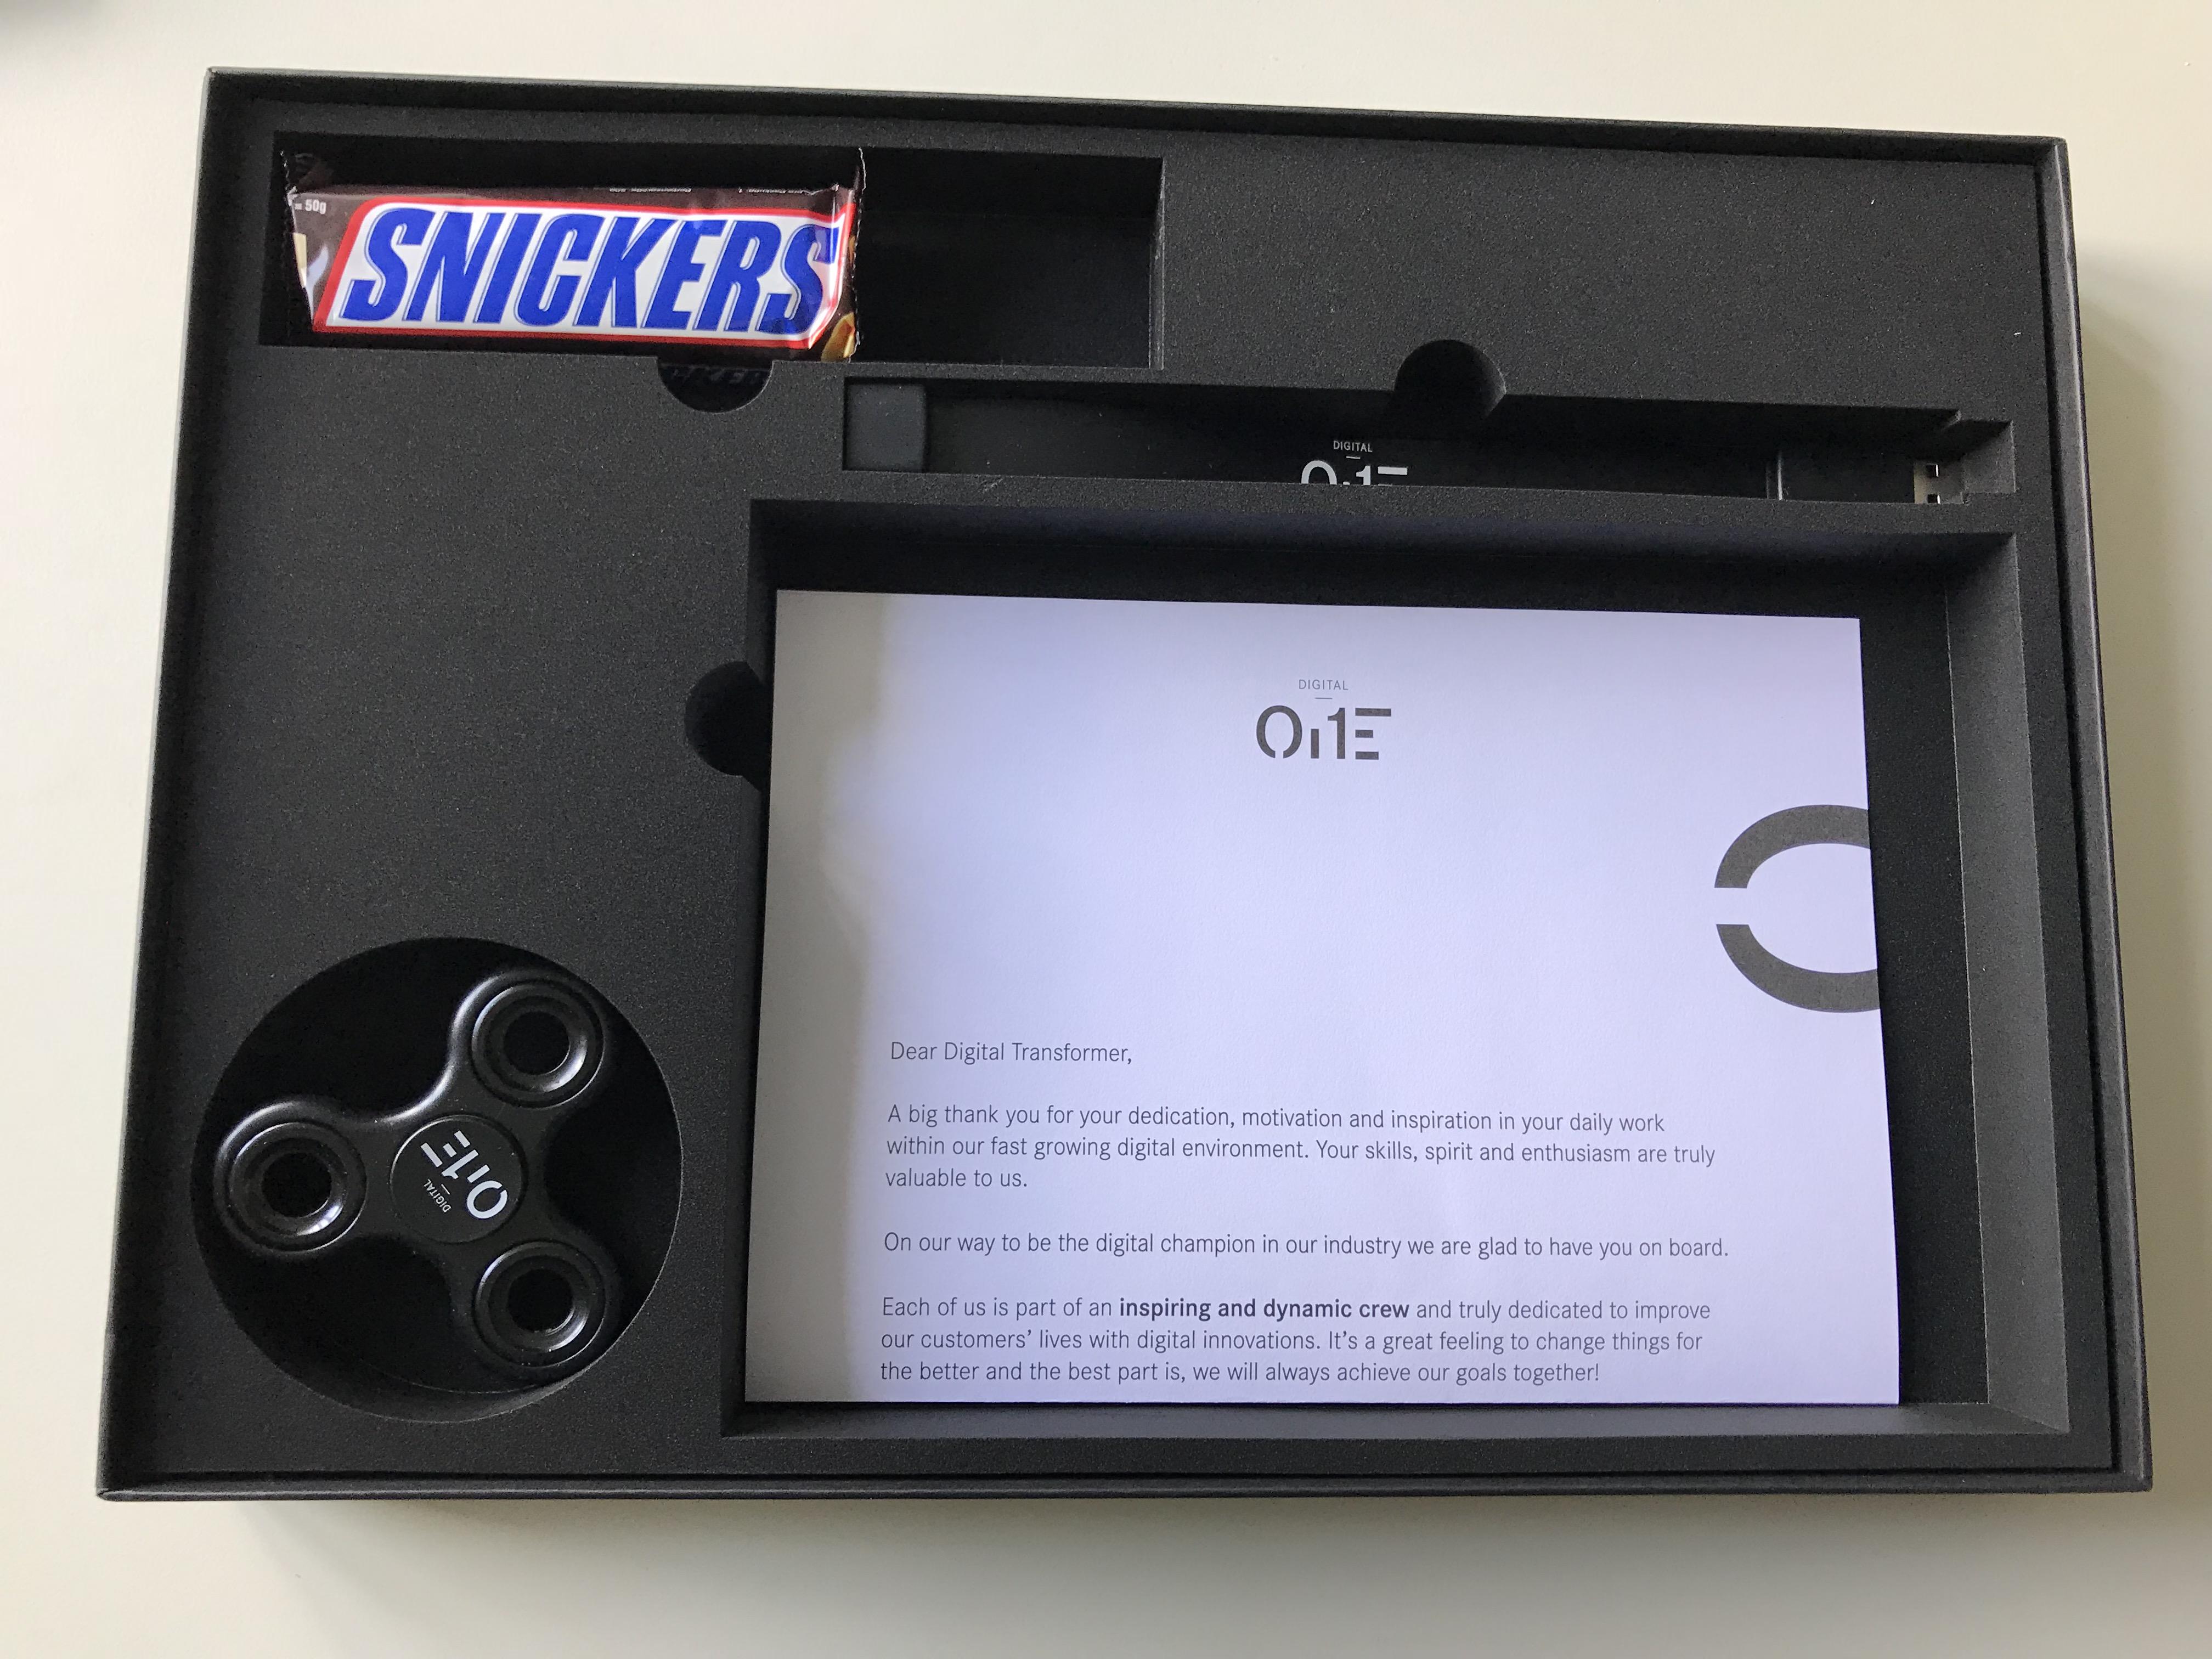 = 50g
SNICKERS
DIGITAL
DIGITAL
On1E
Dear Digital Transformer,
A big thank you for your dedication, motivation and inspiration in your daily work
within our fast growing digital environment. Your skills, spirit and enthusiasm are truly
valuable to us.
On our way to be the digital champion in our industry we are glad to have you on board.
Each of us is part of an inspiring and dynamic crew and truly dedicated to improve
our customers’ lives with digital innovations. It’s a great feeling to change things for
the better and the best part is, we will always achieve our goals together!
DIGITAL
On1E